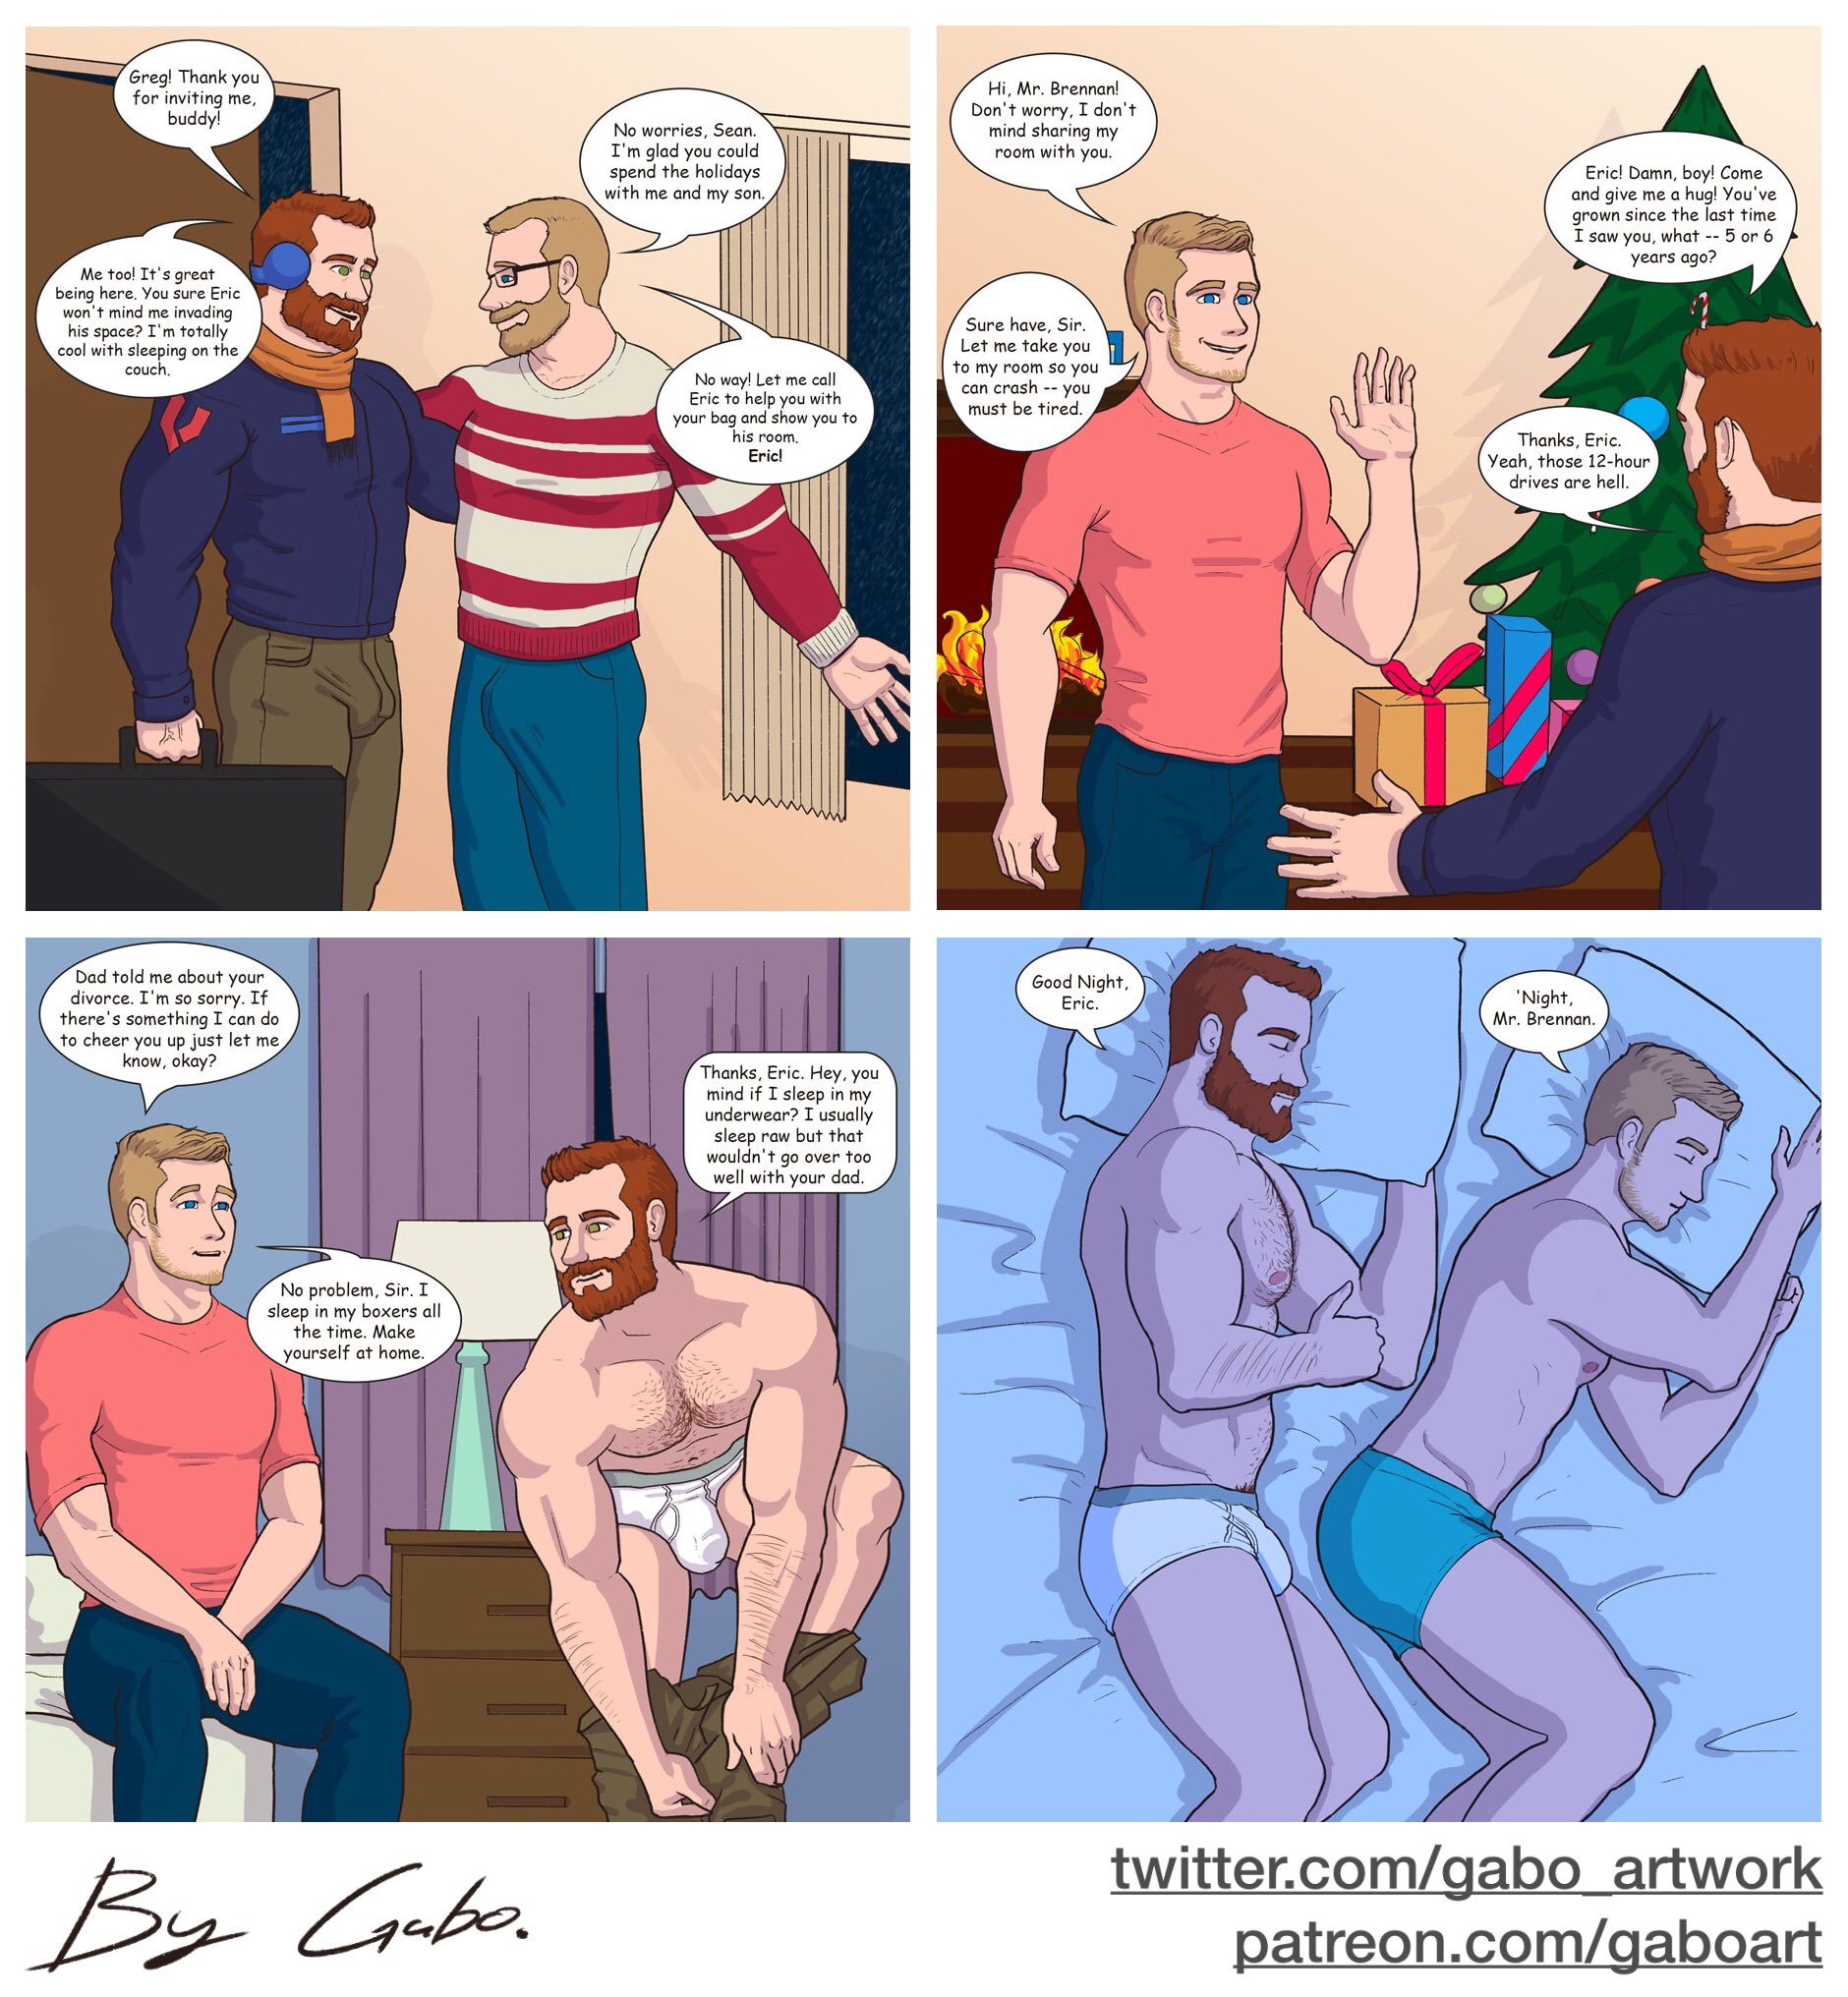 Greg! Thank you
for inviting me,
buddy!
No worries, Sean.
I'm glad you could
spend the holidays
with me and my son.
Me too! It's great
being here. You sure Eric
won't mind me invading
his space? I'm totally
cool with sleeping on the
couch.
No way! Let me call
Eric to help you with
your bag and show you to
his room.
Eric!
Hi, Mr. Brennan!
Don't worry, I don't
mind sharing my
room with you.
Eric! Damn, boy! Come
and give me a hug! You've
grown since the last time
I saw you, what -- 5 or 6
years ago?
Sure have, Sir.
Let me take you
to my room so you
can crash -- you
must be tired.
Thanks, Eric.
Yeah, those 12-hour
drives are hell.
Dad told me about your
divorce. I'm so sorry. If
there's something I can do
to cheer you up just let me
know, okay?
Thanks, Eric. Hey, you
mind if I sleep in my
underwear? I usually
sleep raw but that
wouldn't go over too
well with your dad.
No problem, Sir. I
sleep in my boxers all
the time. Make
yourself at home.
Good Night,
Eric.
'Night,
Mr. Brennan.
By Gabo.
twitter.com/gabo_artwork
patreon.com/gaboart